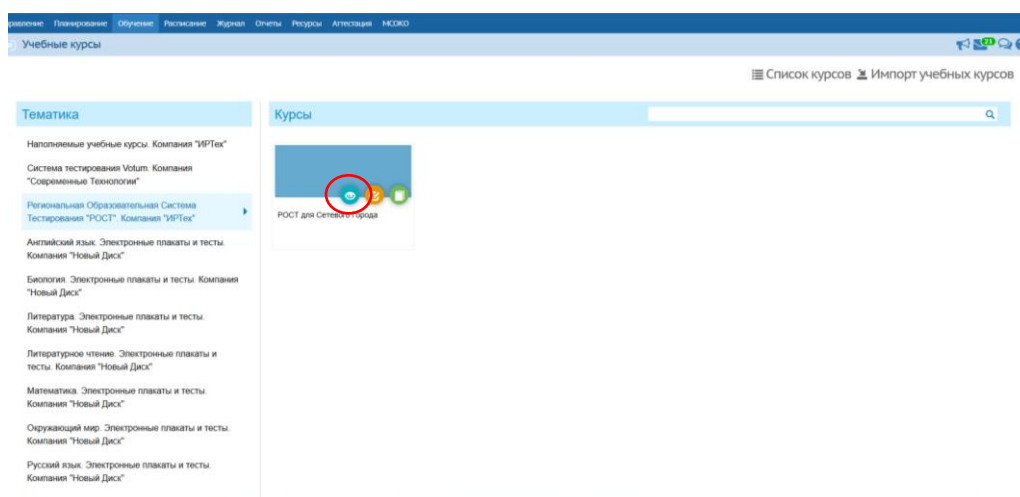 равление Планирование Обучение Расписание Журнал Отчеты Ресурсы Аттестация МСОКО
Учебные курсы
21
Список курсов Импорт учебных курсов
Тематика
Курсы
Наполняемые учебные курсы. Компания "ИРТех"
Система тестирования Votum. Компания
"Современные Технологии"
Региональная Образовательная Система
Тестирования "РОСТ". Компания "ИРТех"
РОСТ для Сетевого Города
Английский язык. Электронные плакаты и тесты.
Компания "Новый Диск"
Биология. Электронные плакаты и тесты. Компания
"Новый Диск"
Литература. Электронные плакаты и тесты.
Компания "Новый Диск"
Литературное чтение. Электронные плакаты и
тесты. Компания "Новый Диск"
Математика. Электронные плакаты и тесты.
Компания "Новый Диск"
Окружающий мир. Электронные плакаты и тесты.
Компания "Новый Диск"
Русский язык. Электронные плакаты и тесты.
Компания "Новый Диск"